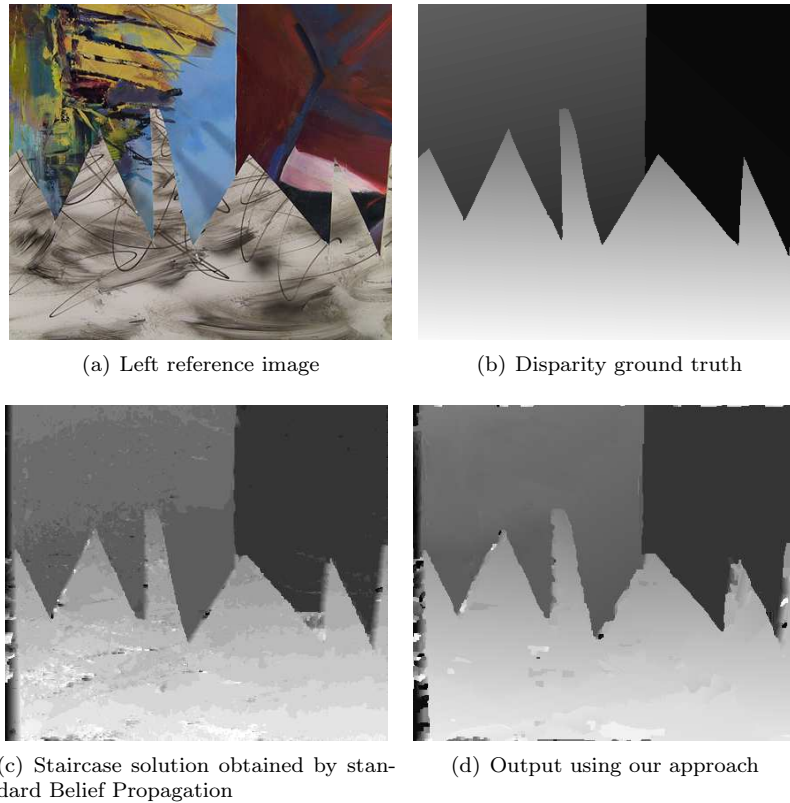 (a) Left reference image
(b) Disparity ground truth
(c) Staircase solution obtained by stan-
dard Belief Propagation
(d) Output using our approach